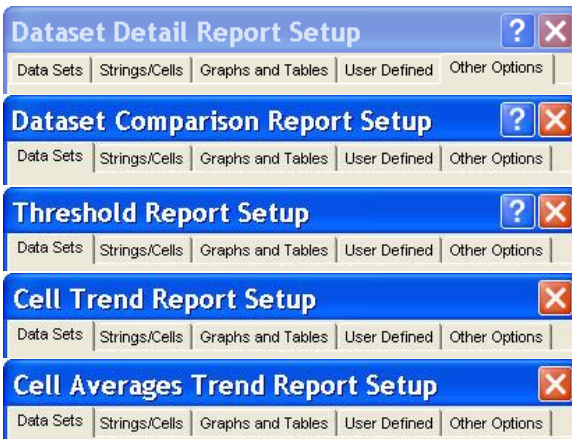 Dataset Detail Report Setup ?
Data Sets Strings/Cells Graphs and Tables User Defined Other Options
Dataset Comparison Report Setup ?
Data Sets Strings/Cells Graphs and Tables User Defined Other Options
Threshold Report Setup ?
Data Sets Strings/Cells Graphs and Tables User Defined Other Options
Cell Trend Report Setup
Data Sets Strings/Cells Graphs and Tables User Defined Other Options
Cell Averages Trend Report Setup
Data Sets Strings/Cells Graphs and Tables User Defined Other Options